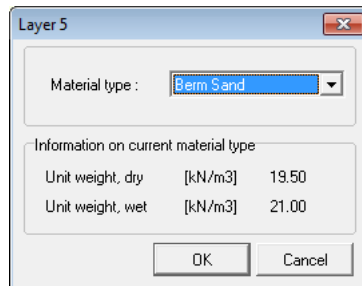 Layer 5
Material type : Berm Sand
Information on current material type
Unit weight, dry [kN/m3] 19.50
Unit weight, wet [kN/m3] 21.00
OK Cancel